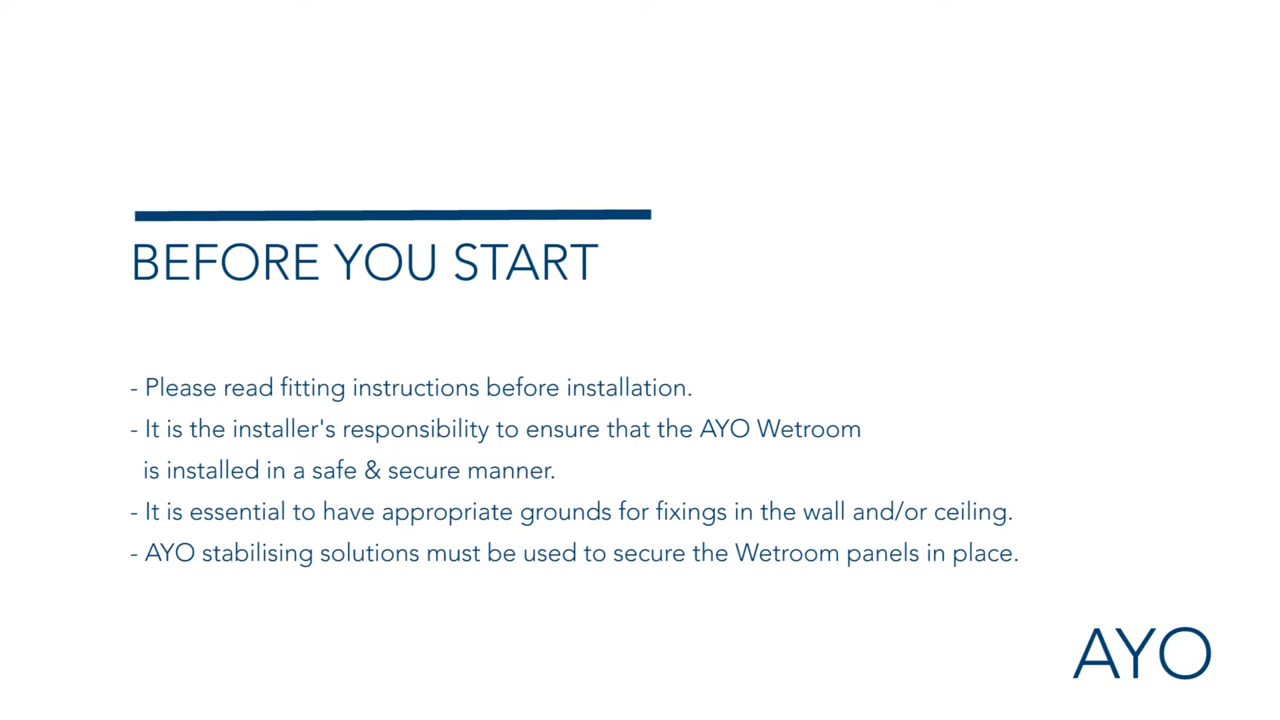 BEFORE YOU START
- Please read fitting instructions before installation.
- It is the installer's responsibility to ensure that the AYO Wetroom
is installed in a safe & secure manner.
- It is essential to have appropriate grounds for fixings in the wall and/or ceiling.
- AYO stabilising solutions must be used to secure the Wetroom panels in place.
AYO